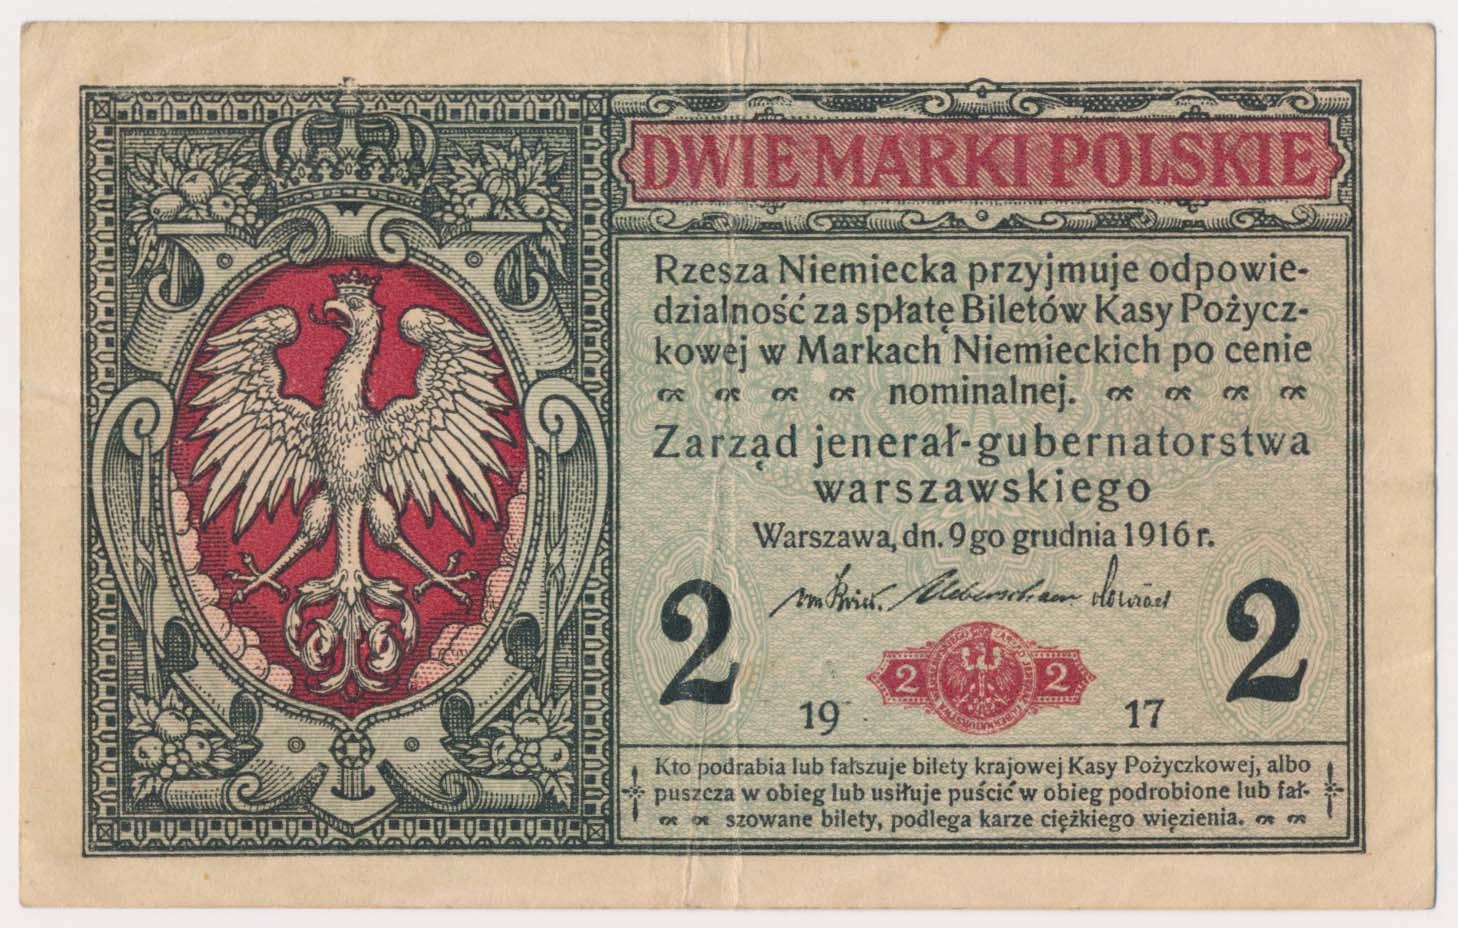 DWIE MARKI POLSKIE
Rzesza Niemiecka przyjmuje odpowie-
dzialność za spłatę Biletów Kasy Pożycz-
kowej w Markach Niemieckich po cenie
nominalnej.
Zarząd jenerał-gubernatorstwa
warszawskiego
Warszawa, dn. 9go grudnia 1916 r.
2 2
2 2
19 17
Kto podrabia lub fałszuje bilety krajowej Kasy Pożyczkowej, albo
puszcza w obieg lub usiłuje puścić w obieg podrobione lub fał-
szowane bilety, podlega karze ciężkiego więzienia.